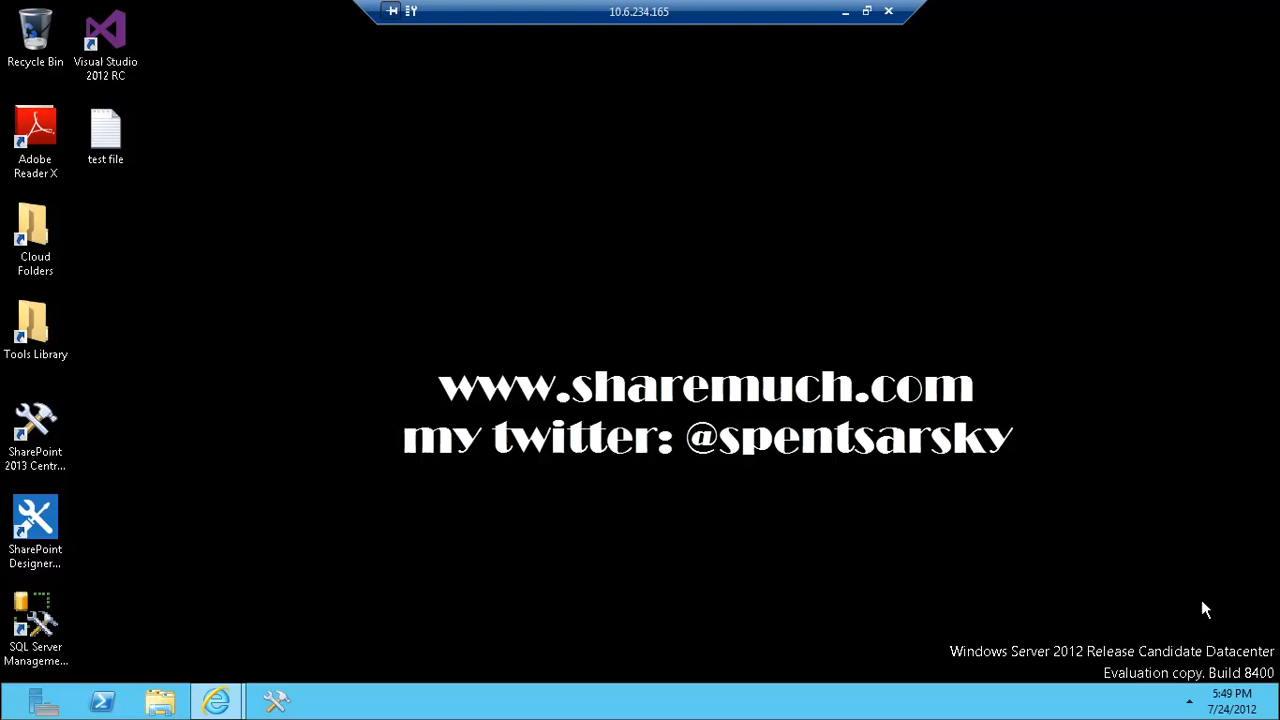 10.6.234.165
Recycle Bin
Visual Studio
2012 RC
Adobe
Reader X
test file
Cloud
Folders
Tools Library
SharePoint
2013 Centr...
SharePoint
Designer...
SQL Server
Manageme...
www.sharemuch.com
my twitter: @spentsarsky
Windows Server 2012 Release Candidate Datacenter
Evaluation copy. Build 8400
5:49 PM
7/24/2012